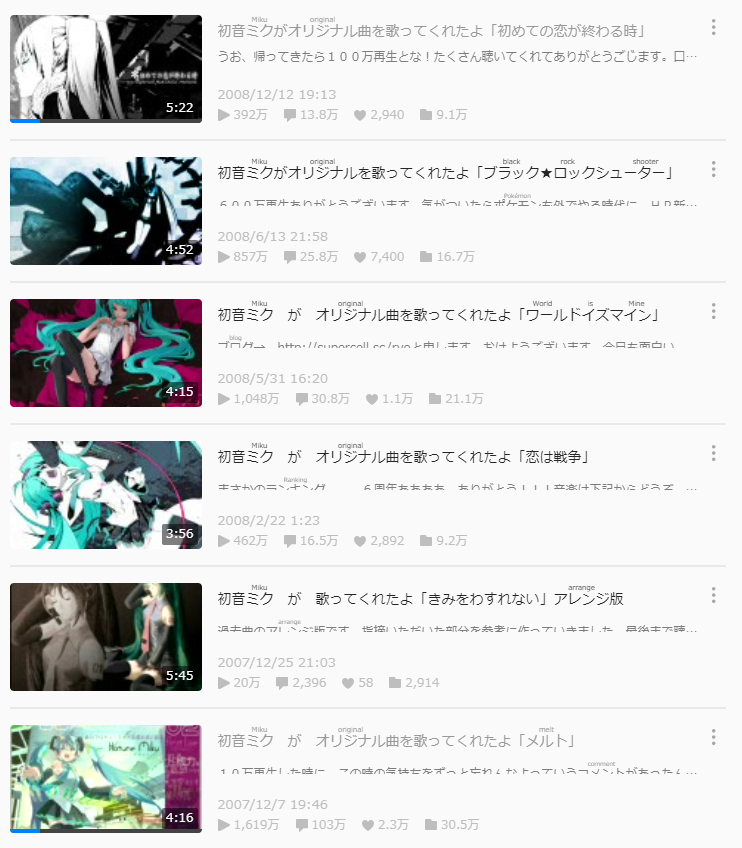 Miku original
初音ミクがオリジナル曲を歌ってくれたよ「初めての恋が終わる時」
うお、帰ってきたら１００万再生とな！たくさん聴いてくれてありがとうごじます。口…
5:22
2008/12/12 19:13
392万 13.8万 2,940 9.1万
Miku original black rock shooter
初音ミクがオリジナルを歌ってくれたよ「ブラック★ロックシューター」
Pokémon
６００万再生ありがとうございます。気がついたらポケモンを外でやる時代に。ＨＰ新…
4:52
2008/6/13 21:58
857万 25.8万 7,400 16.7万
Miku original World is Mine
初音ミク　が　オリジナル曲を歌ってくれたよ「ワールドイズマイン」
blog
ブログ→　http://supercell.sc/ryoと申します。おはようございます。今日も面白い
4:15
2008/5/31 16:20
1,048万 30.8万 1.1万 21.1万
Miku original
初音ミク　が　オリジナル曲を歌ってくれたよ「恋は戦争」
Ranking
まさかのランキング　６周年ああああ、ありがとう！！！音楽は下記からどうぞ。…
3:56
2008/2/22 1:23
462万 16.5万 2,892 9.2万
Miku arrange
初音ミク　が　歌ってくれたよ「きみをわすれない」アレンジ版
arrange
過去曲のアレンジ版です。指摘いただいた部分を参考に作っていきました。最後まで聴…
5:45
2007/12/25 21:03
20万 2,396 58 2,914
Miku original melt
初音ミク　が　オリジナル曲を歌ってくれたよ「メルト」
comment
１０万再生した時に、この時の気持ちをずっと忘れんなよっていうコメントがあったん…
Hatsune Miku
02
4:16
2007/12/7 19:46
1,619万 103万 2.3万 30.5万